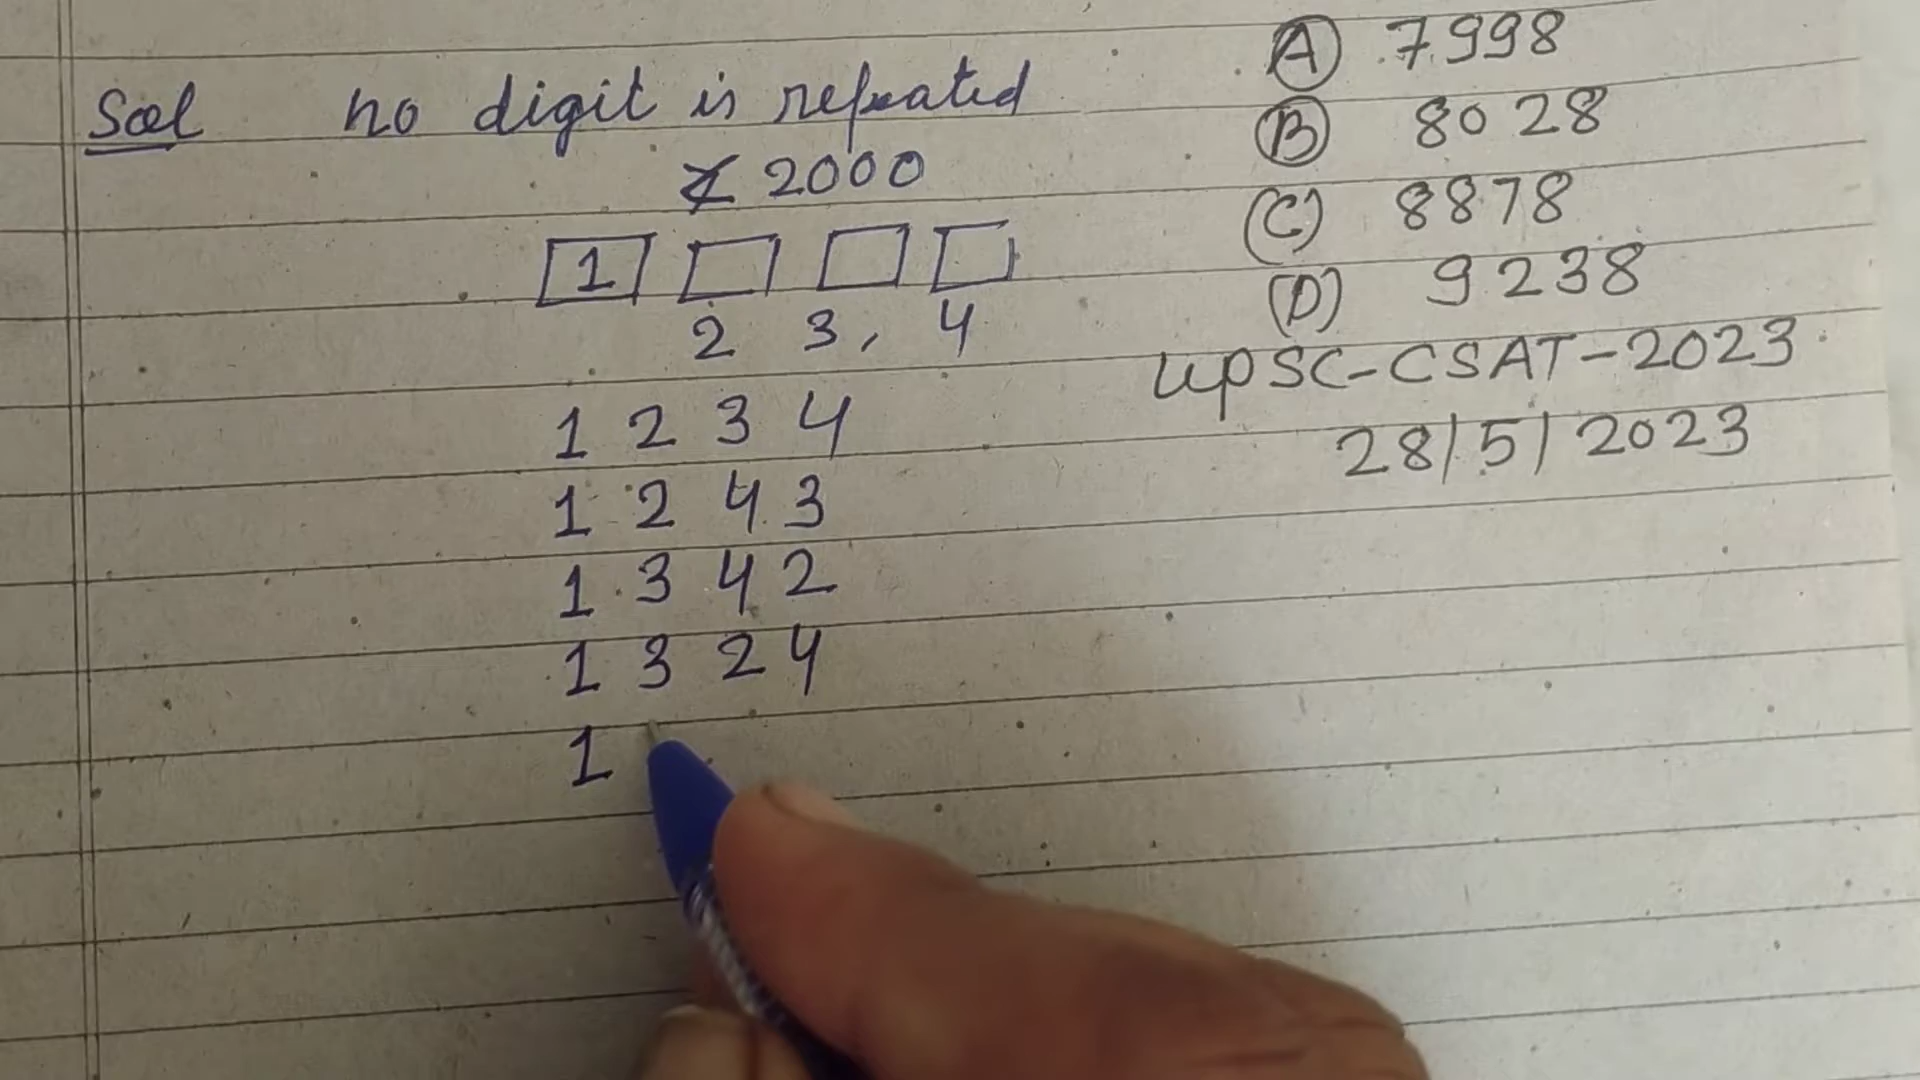 Sol no digit is repeated
≮ 2000
1
2 3, 4
1 2 3 4
1 2 4 3
1 3 4 2
1 3 2 4
1
(A) 7998
(B) 8028
(C) 8878
(D) 9238
UPSC-CSAT-2023
28/5/2023